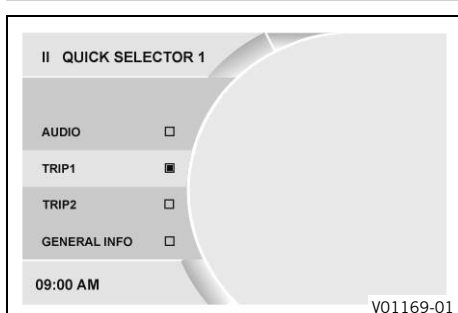 II QUICK SELECTOR 1
AUDIO
TRIP1
TRIP2
GENERAL INFO
09:00 AM
V01169-01